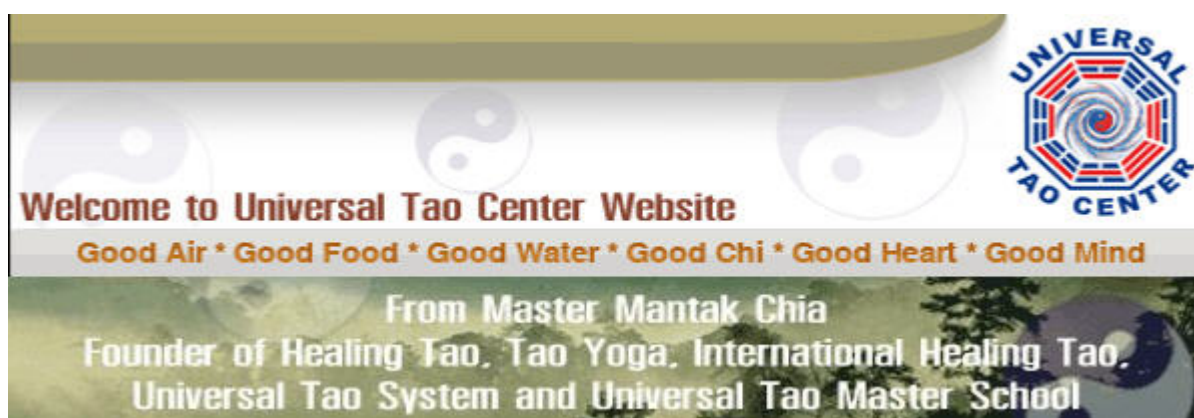 UNIVERSAL
TAO CENTER
Welcome to Universal Tao Center Website
Good Air * Good Food * Good Water * Good Chi * Good Heart * Good Mind
From Master Mantak Chia
Founder of Healing Tao, Tao Yoga, International Healing Tao,
Universal Tao System and Universal Tao Master School